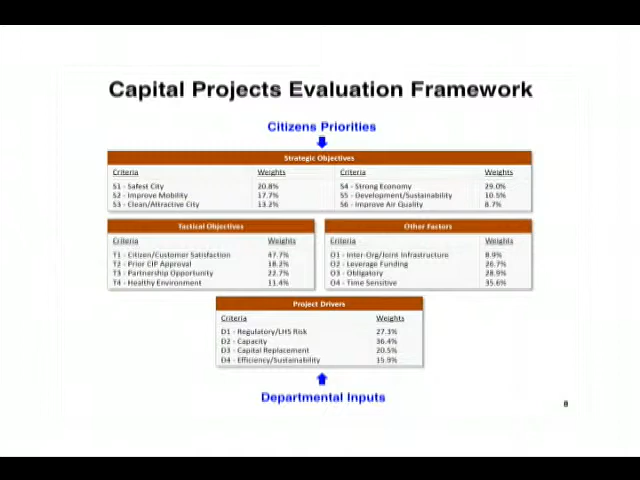 Capital Projects Evaluation Framework
Citizens Priorities
Strategic Objectives
Criteria Weights Criteria Weights
S1 - Safest City 20.8% S4 - Strong Economy 29.0%
S2 - Improve Mobility 17.7% S5 - Development/Sustainability 10.5%
S3 - Clean/Attractive City 13.2% S6 - Improve Air Quality 8.7%
Tactical Objectives
Criteria Weights
T1 - Citizen/Customer Satisfaction 47.7%
T2 - Prior CIP Approval 18.2%
T3 - Partnership Opportunity 22.7%
T4 - Healthy Environment 11.4%
Other Factors
Criteria Weights
O1 - Inter-Org/Joint Infrastructure 8.9%
O2 - Leverage Funding 26.7%
O3 - Obligatory 28.9%
O4 - Time Sensitive 35.6%
Project Drivers
Criteria Weights
D1 - Regulatory/LHS Risk 27.3%
D2 - Capacity 36.4%
D3 - Capital Replacement 20.5%
D4 - Efficiency/Sustainability 15.9%
Departmental Inputs
8